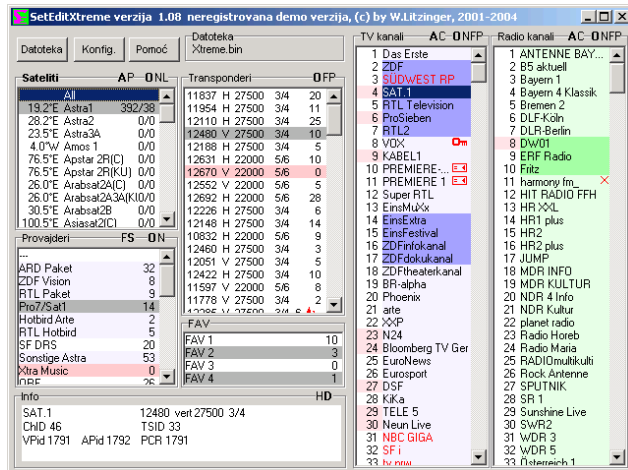 SetEditXtreme verzija 1.08 neregistrovana demo verzija, (c) by W.Litzinger, 2001-2004
Datoteka
Konfig.
Pomoć
Datoteka
Xtreme.bin
Sateliti AP ONL
All
19.2°E Astra1 392/38
28.2°E Astra2 0/0
23.5°E Astra3A 0/0
4.0°W Amos 1 0/0
76.5°E Apstar 2R(C) 0/0
76.5°E Apstar 2R(KU) 0/0
26.0°E Arabsat2A(C) 0/0
26.0°E Arabsat2A3A(K)0/0
30.5°E Arabsat2B 0/0
100.5°E Asiasat2(C) 0/0
Transponderi OFP
11837 H 27500 3/4 20
11954 H 27500 3/4 11
12110 H 27500 3/4 25
12480 V 27500 3/4 10
12188 H 27500 3/4 5
12631 H 22000 5/6 10
12670 V 22000 5/6 0
12552 V 22000 5/6 5
12692 H 22000 5/6 28
12226 H 27500 3/4 6
12148 H 27500 3/4 14
10832 H 22000 5/6 9
12460 H 27500 3/4 3
12051 V 27500 3/4 5
12422 H 27500 3/4 10
11597 V 22000 5/6 8
11778 V 27500 3/4 2
12285 V 27500 3/4 6
Provajderi FS ON
---
ARD Paket 32
ZDF Vision 8
RTL Paket 9
Pro7/Sat1 14
Hotbird Arte 2
RTL Hotbird 5
SF DRS 20
Sonstige Astra 53
Xtra Music 0
ORF 26
FAV
FAV 1 10
FAV 2 3
FAV 3 0
FAV 4 1
Info HD
SAT.1 12480 vert 27500 3/4
ChID 46 TSID 33
VPid 1791 APid 1792 PCR 1791
TV kanali AC ONFP
1 Das Erste
2 ZDF
3 SÜDWEST RP
4 SAT.1
5 RTL Television
6 ProSieben
7 RTL2
8 VOX
9 KABEL1
10 PREMIERE-...
11 PREMIERE 1
12 Super RTL
13 EinsMuXx
14 EinsExtra
15 EinsFestival
16 ZDFinfokanal
17 ZDFdokukanal
18 ZDFtheaterkanal
19 BR-alpha
20 Phoenix
21 arte
22 XXP
23 N24
24 Bloomberg TV Ger
25 EuroNews
26 Eurosport
27 DSF
28 KiKa
29 TELE 5
30 Neun Live
31 NBC GIGA
32 SF i
33 tv nrw
Radio kanali AC ONFP
1 ANTENNE BAY...
2 B5 aktuell
3 Bayern 1
4 Bayern 4 Klassik
5 Bremen 2
6 DLF-Köln
7 DLR-Berlin
8 DW01
9 ERF Radio
10 Fritz
11 harmony fm_
12 HIT RADIO FFH
13 HR XXL
14 HR1 plus
15 HR2
16 HR2 plus
17 JUMP
18 MDR INFO
19 MDR KULTUR
20 NDR 4 Info
21 NDR Kultur
22 planet radio
23 Radio Horeb
24 Radio Maria
25 RADIOmultikulti
26 Rock Antenne
27 SPUTNIK
28 SR 1
29 Sunshine Live
30 SWR2
31 WDR 3
32 WDR 5
33 Österreich 1